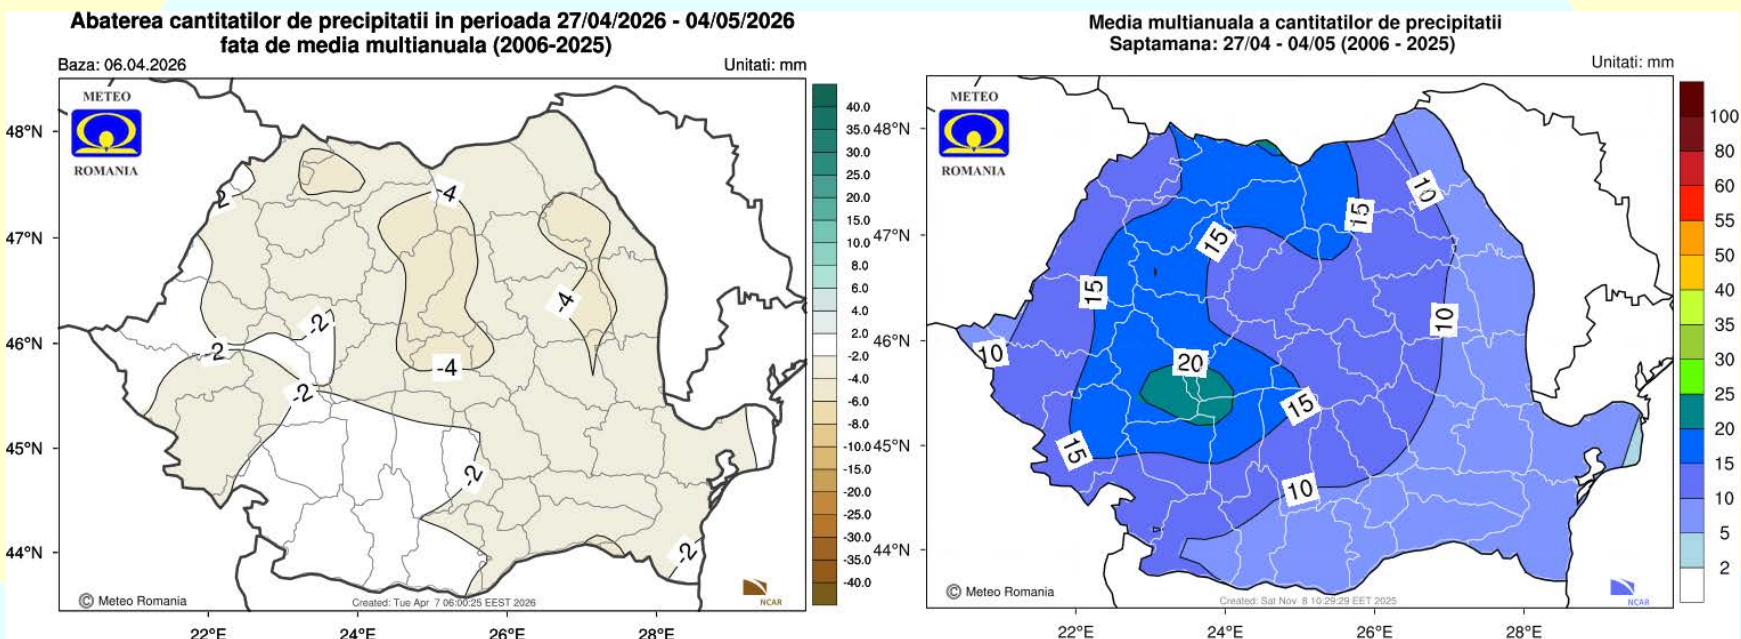 Abaterea cantitatilor de precipitatii in perioada 27/04/2026 - 04/05/2026
fata de media multianuala (2006-2025)
Baza: 06.04.2026
Unitati: mm
METEO
ROMANIA
48°N
47°N
46°N
45°N
44°N
22°E
24°E
26°E
28°E
-4
-4
-4
-2
-2
-2
-2
-2
2
40.0
35.0
30.0
25.0
20.0
15.0
10.0
8.0
6.0
4.0
2.0
-2.0
-4.0
-6.0
-8.0
-10.0
-15.0
-20.0
-25.0
-30.0
-35.0
-40.0
© Meteo Romania
Created: Tue Apr 7 06:00:25 EEST 2026
NCAR
Media multianuala a cantitatilor de precipitatii
Saptamana: 27/04 - 04/05 (2006 - 2025)
Unitati: mm
METEO
ROMANIA
48°N
47°N
46°N
45°N
44°N
22°E
24°E
26°E
28°E
10
15
15
15
10
10
20
15
15
10
100
80
60
55
50
40
35
30
25
20
15
10
5
2
© Meteo Romania
Created: Sat Nov 8 10:29:29 EET 2025
NCAR